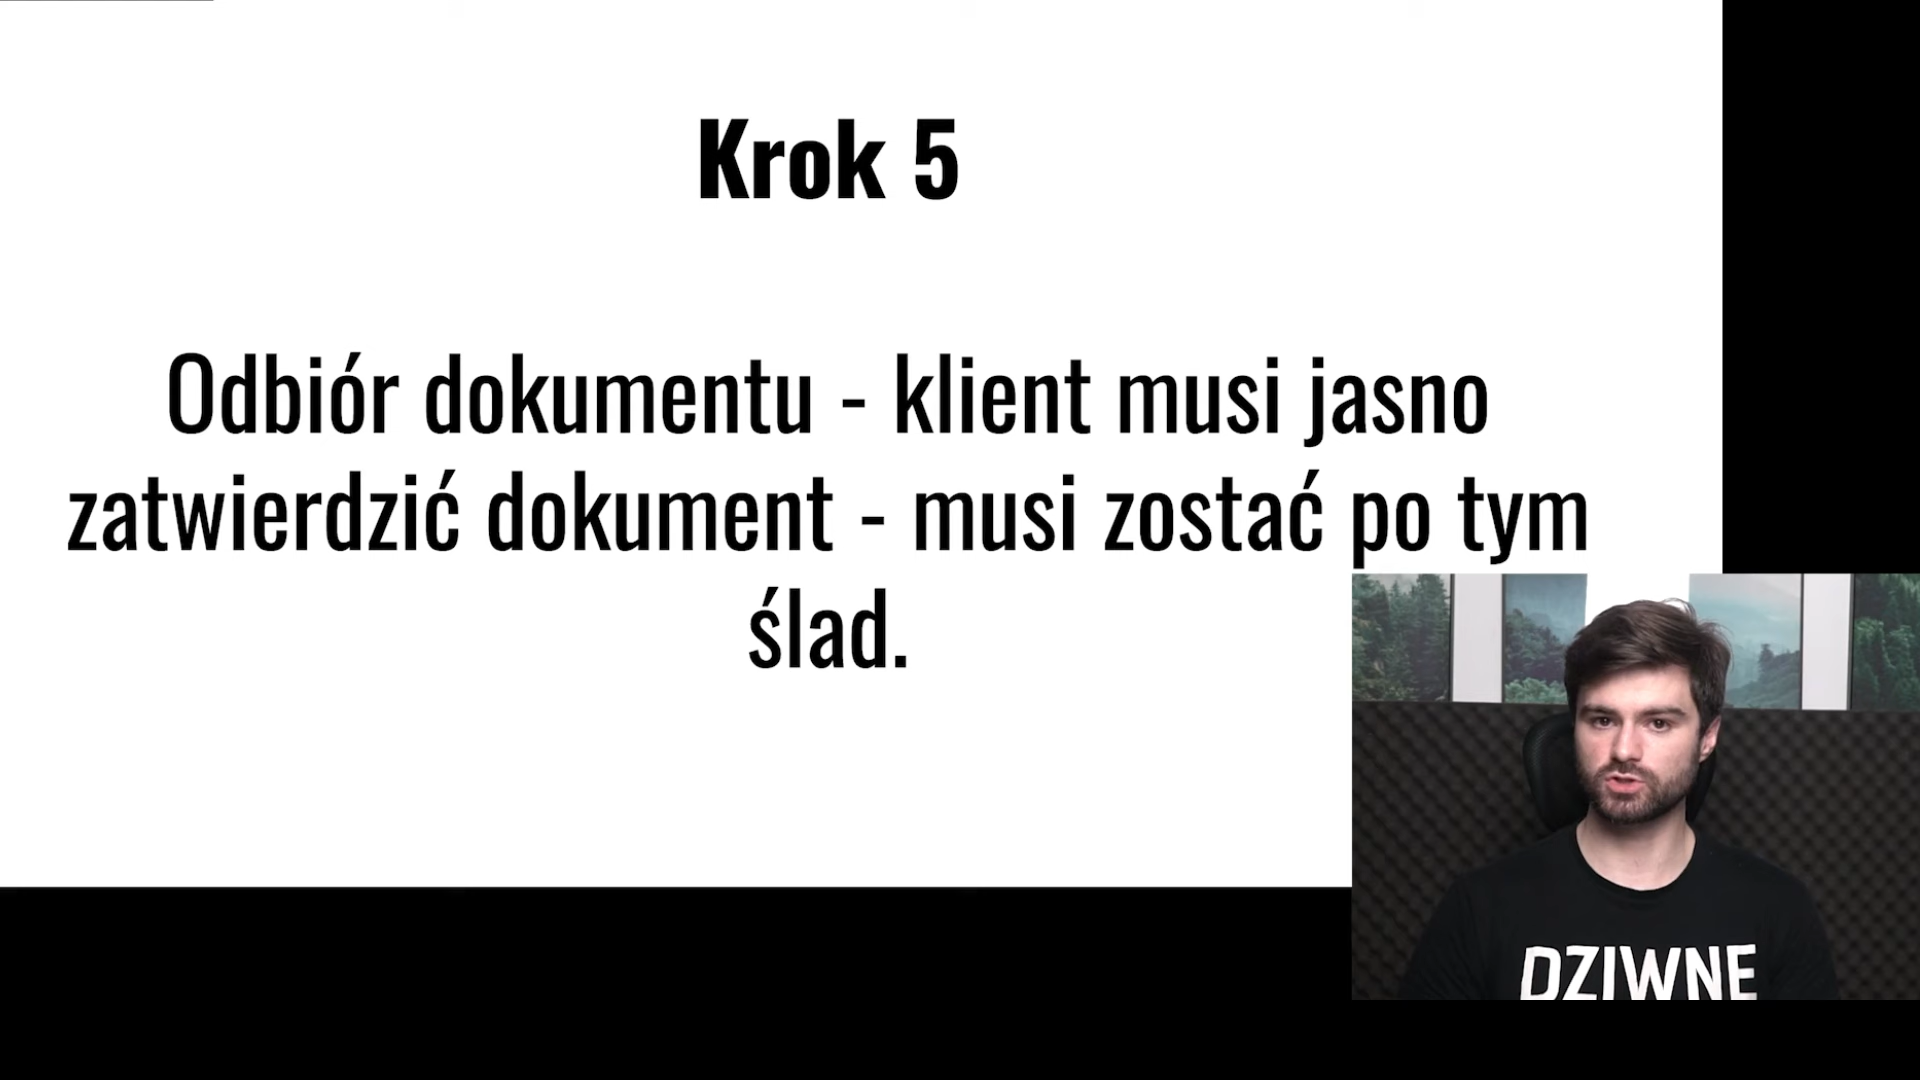 Krok 5
Odbiór dokumentu - klient musi jasno
zatwierdzić dokument - musi zostać po tym
ślad.
DZIWNE